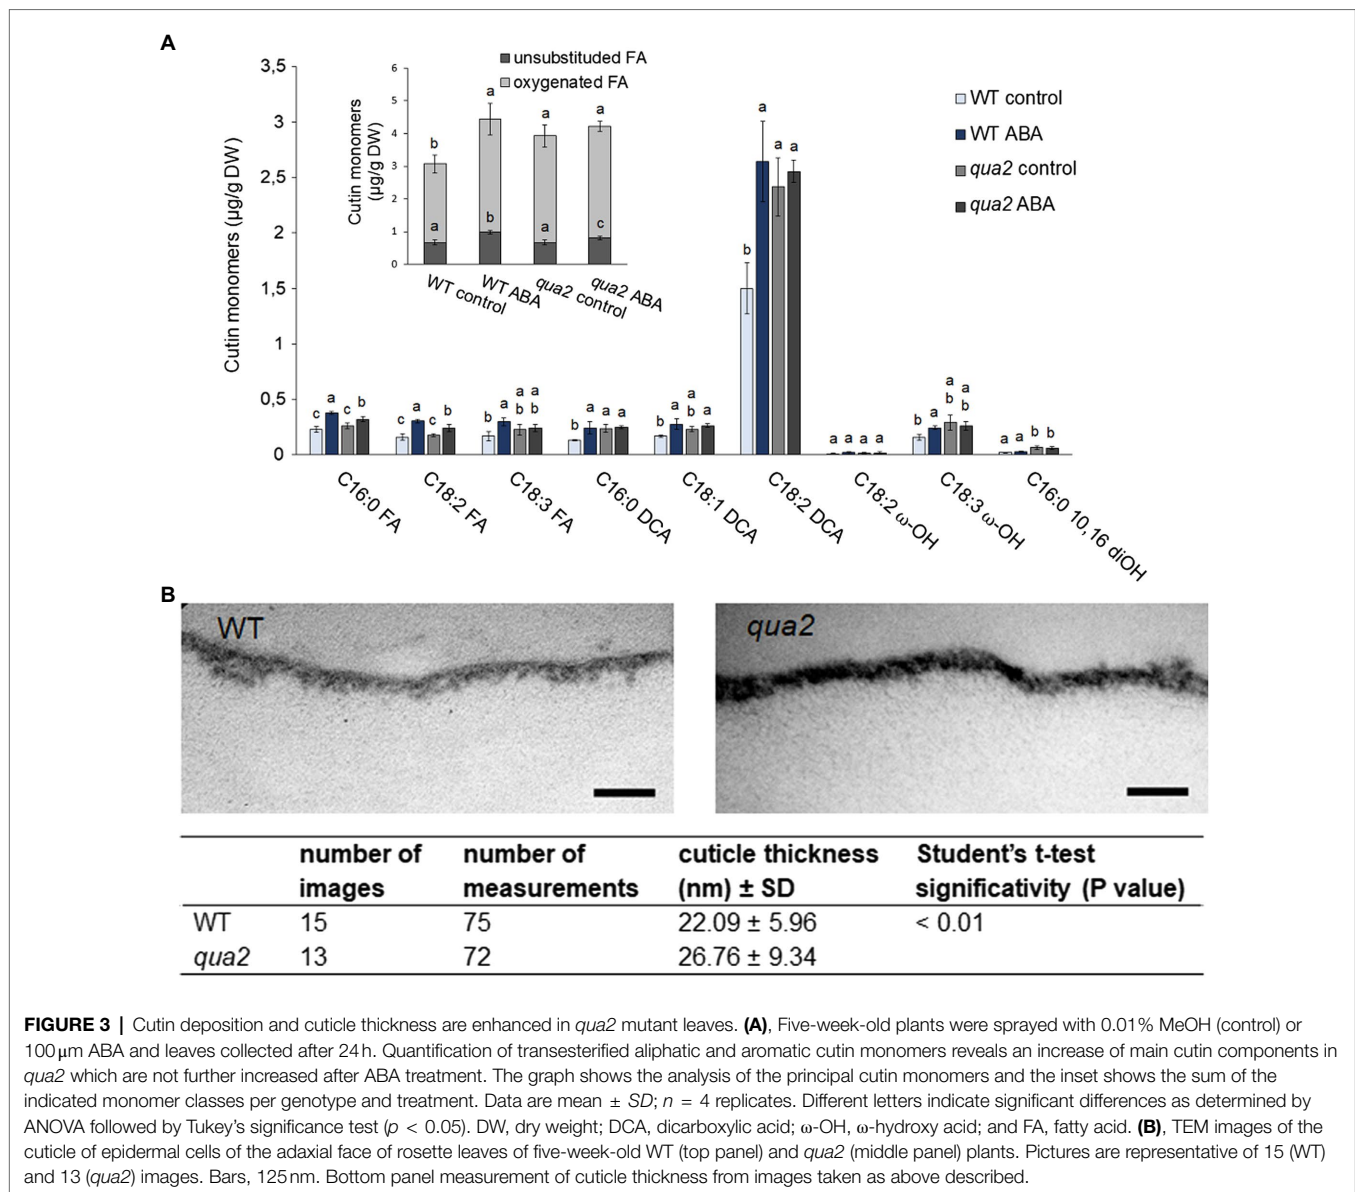 A
3,5
3
2,5
2
1,5
1
0,5
0
Cutin monomers (µg/g DW)
6
5
4
3
2
1
0
Cutin monomers
(µg/g DW)
unsubstituded FA
oxygenated FA
b a a a
a b a c
WT control
WT ABA
qua2 control
qua2 ABA
WT control
WT ABA
qua2 control
qua2 ABA
c a c b
c a c b
b a a b a b
b a a a
b a a b a
b a a a
a a a a
b a a b a b
a a b b
C16:0 FA
C18:2 FA
C18:3 FA
C16:0 DCA
C18:1 DCA
C18:2 DCA
C18:2 ω-OH
C18:3 ω-OH
C16:0 10,16 diOH
B
WT
qua2
number of images
number of measurements
cuticle thickness (nm) ± SD
Student's t-test significativity (P value)
WT 15 75 22.09 ± 5.96 < 0.01
qua2 13 72 26.76 ± 9.34
FIGURE 3 | Cutin deposition and cuticle thickness are enhanced in qua2 mutant leaves. (A), Five-week-old plants were sprayed with 0.01% MeOH (control) or
100 µm ABA and leaves collected after 24 h. Quantification of transesterified aliphatic and aromatic cutin monomers reveals an increase of main cutin components in
qua2 which are not further increased after ABA treatment. The graph shows the analysis of the principal cutin monomers and the inset shows the sum of the
indicated monomer classes per genotype and treatment. Data are mean ± SD; n = 4 replicates. Different letters indicate significant differences as determined by
ANOVA followed by Tukey's significance test (p < 0.05). DW, dry weight; DCA, dicarboxylic acid; ω-OH, ω-hydroxy acid; and FA, fatty acid. (B), TEM images of the
cuticle of epidermal cells of the adaxial face of rosette leaves of five-week-old WT (top panel) and qua2 (middle panel) plants. Pictures are representative of 15 (WT)
and 13 (qua2) images. Bars, 125 nm. Bottom panel measurement of cuticle thickness from images taken as above described.